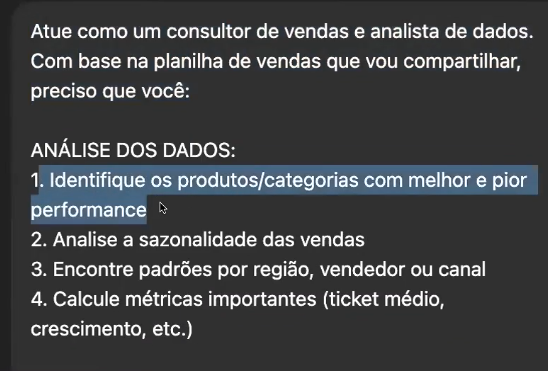 Atue como um consultor de vendas e analista de dados.
Com base na planilha de vendas que vou compartilhar,
preciso que você:
ANÁLISE DOS DADOS:
1. Identifique os produtos/categorias com melhor e pior
performance
2. Analise a sazonalidade das vendas
3. Encontre padrões por região, vendedor ou canal
4. Calcule métricas importantes (ticket médio,
crescimento, etc.)